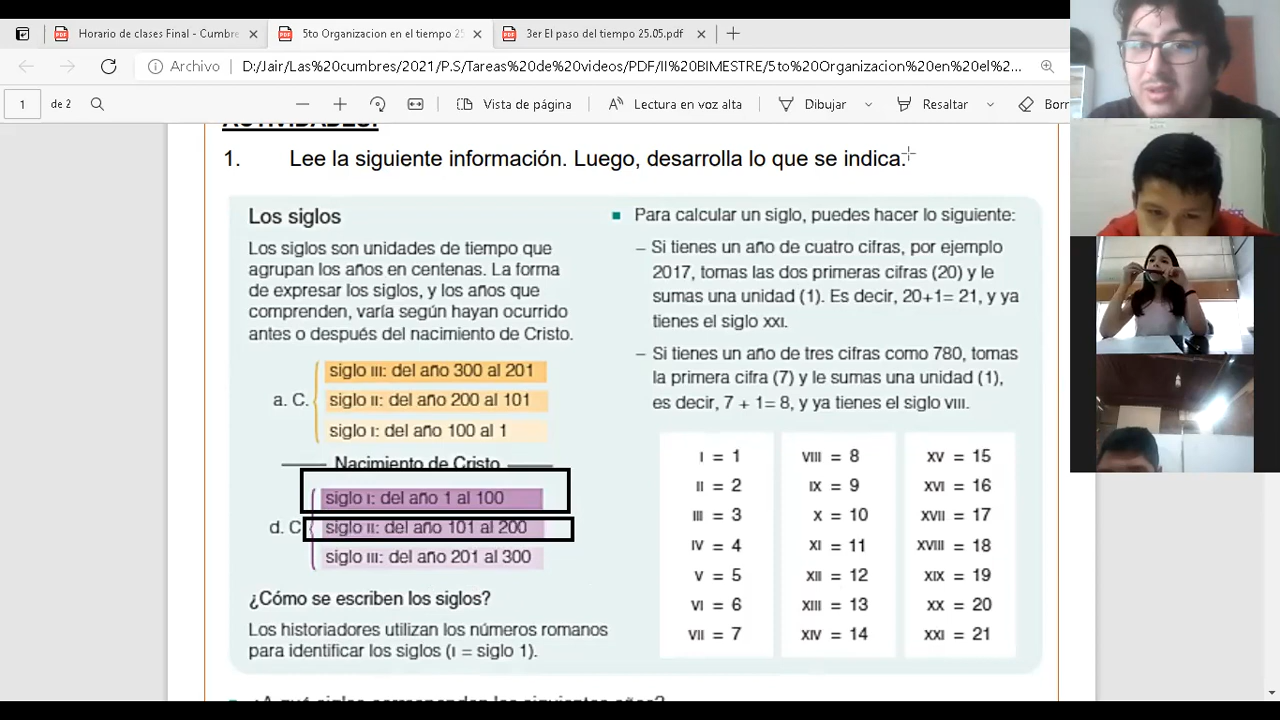 Horario de clases Final - Cumbre
5to Organizacion en el tiempo 25
3er El paso del tiempo 25.05.pdf
Archivo
D:/Jair/Las%20cumbres/2021/P.S/Tareas%20de%20videos/PDF/II%20BIMESTRE/5to%20Organizacion%20en%20el%2...
1
de 2
Vista de página
Lectura en voz alta
Dibujar
Resaltar
Borr
ACTIVIDADES:
1. Lee la siguiente información. Luego, desarrolla lo que se indica.
Los siglos
Los siglos son unidades de tiempo que
agrupan los años en centenas. La forma
de expresar los siglos, y los años que
comprenden, varía según hayan ocurrido
antes o después del nacimiento de Cristo.
a. C.
siglo III: del año 300 al 201
siglo II: del año 200 al 101
siglo I: del año 100 al 1
Nacimiento de Cristo
d. C
siglo I: del año 1 al 100
siglo II: del año 101 al 200
siglo III: del año 201 al 300
¿Cómo se escriben los siglos?
Los historiadores utilizan los números romanos
para identificar los siglos (I = siglo 1).
Para calcular un siglo, puedes hacer lo siguiente:
– Si tienes un año de cuatro cifras, por ejemplo
2017, tomas las dos primeras cifras (20) y le
sumas una unidad (1). Es decir, 20+1= 21, y ya
tienes el siglo XXI.
– Si tienes un año de tres cifras como 780, tomas
la primera cifra (7) y le sumas una unidad (1),
es decir, 7 + 1= 8, y ya tienes el siglo VIII.
I = 1
II = 2
III = 3
IV = 4
V = 5
VI = 6
VII = 7
VIII = 8
IX = 9
X = 10
XI = 11
XII = 12
XIII = 13
XIV = 14
XV = 15
XVI = 16
XVII = 17
XVIII = 18
XIX = 19
XX = 20
XXI = 21
¿A qué siglos corresponden los siguientes años?